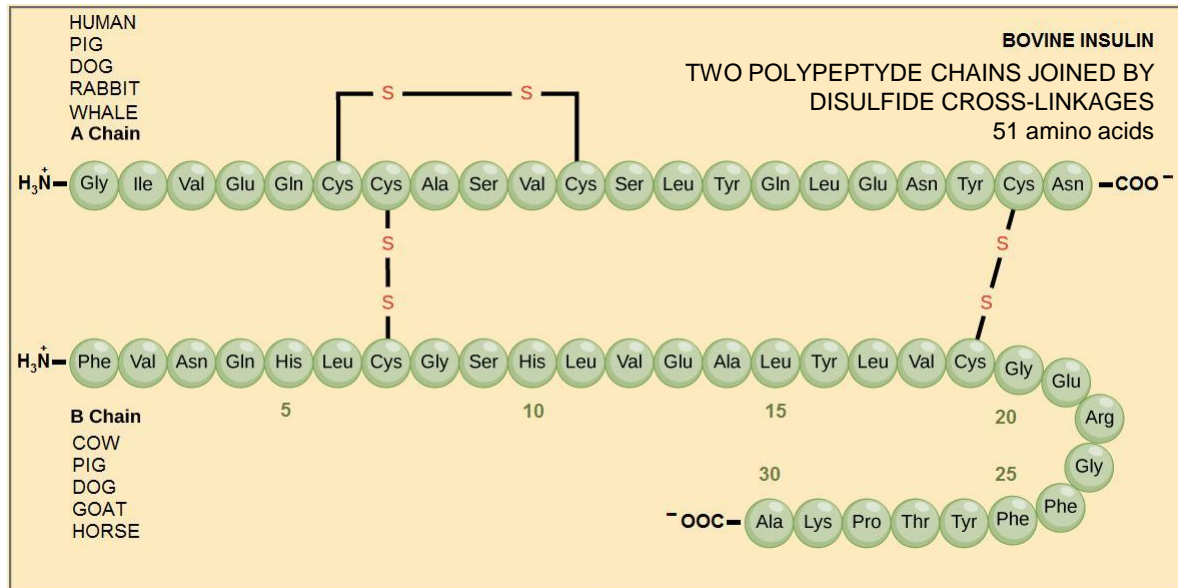 HUMAN
PIG
DOG
RABBIT
WHALE
A Chain
BOVINE INSULIN
TWO POLYPEPTYDE CHAINS JOINED BY
DISULFIDE CROSS-LINKAGES
51 amino acids
S S
H₃N⁺ Gly Ile Val Glu Gln Cys Cys Ala Ser Val Cys Ser Leu Tyr Gln Leu Glu Asn Tyr Cys Asn COO⁻
S S
S S
H₃N⁺ Phe Val Asn Gln His Leu Cys Gly Ser His Leu Val Glu Ala Leu Tyr Leu Val Cys Gly Glu
Arg
Gly
Phe
5 10 15 20
30 25
⁻OOC Ala Lys Pro Thr Tyr Phe
B Chain
COW
PIG
DOG
GOAT
HORSE